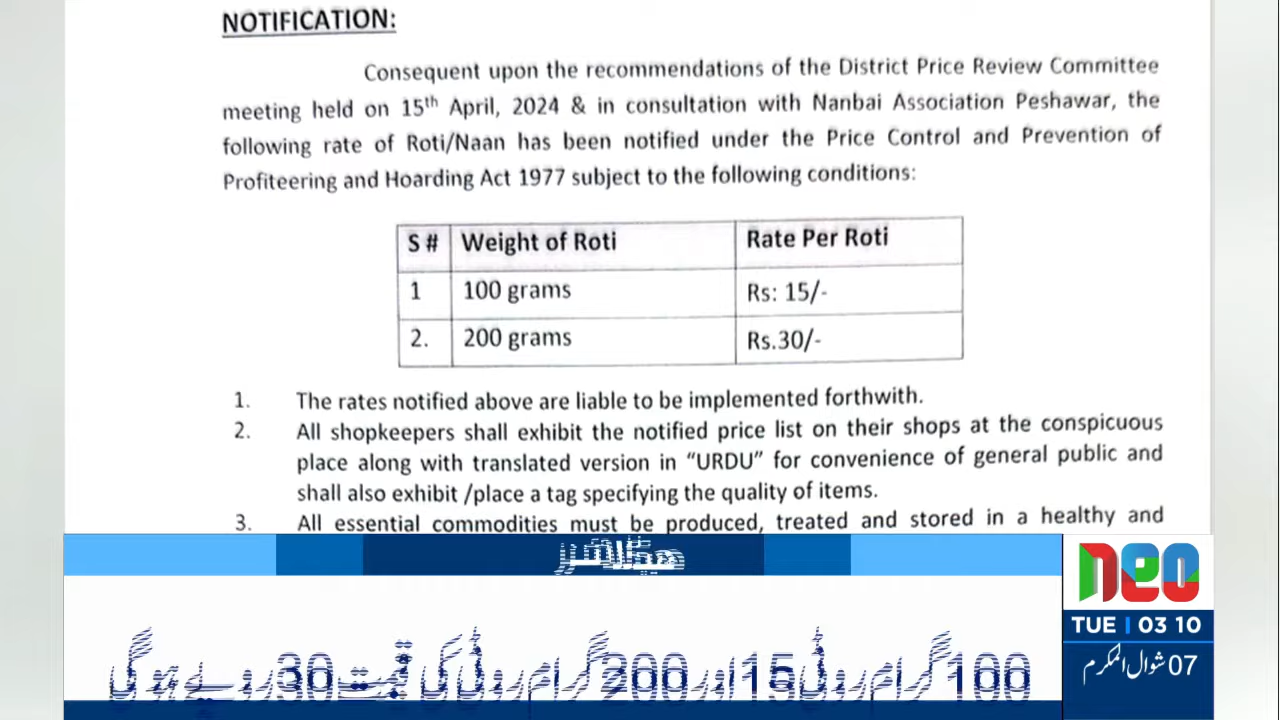 NOTIFICATION:
Consequent upon the recommendations of the District Price Review Committee
meeting held on 15th April, 2024 & in consultation with Nanbai Association Peshawar, the
following rate of Roti/Naan has been notified under the Price Control and Prevention of
Profiteering and Hoarding Act 1977 subject to the following conditions:
S # Weight of Roti Rate Per Roti
1 100 grams Rs: 15/-
2. 200 grams Rs.30/-
1. The rates notified above are liable to be implemented forthwith.
2. All shopkeepers shall exhibit the notified price list on their shops at the conspicuous
place along with translated version in “URDU” for convenience of general public and
shall also exhibit /place a tag specifying the quality of items.
3. All essential commodities must be produced, treated and stored in a healthy and
ہیڈلائنز
100 گرام روٹی 15 اور 200 گرام روٹی کی قیمت 30 روپے ہوگی
neo
TUE | 03 10
07 شوال المکرم